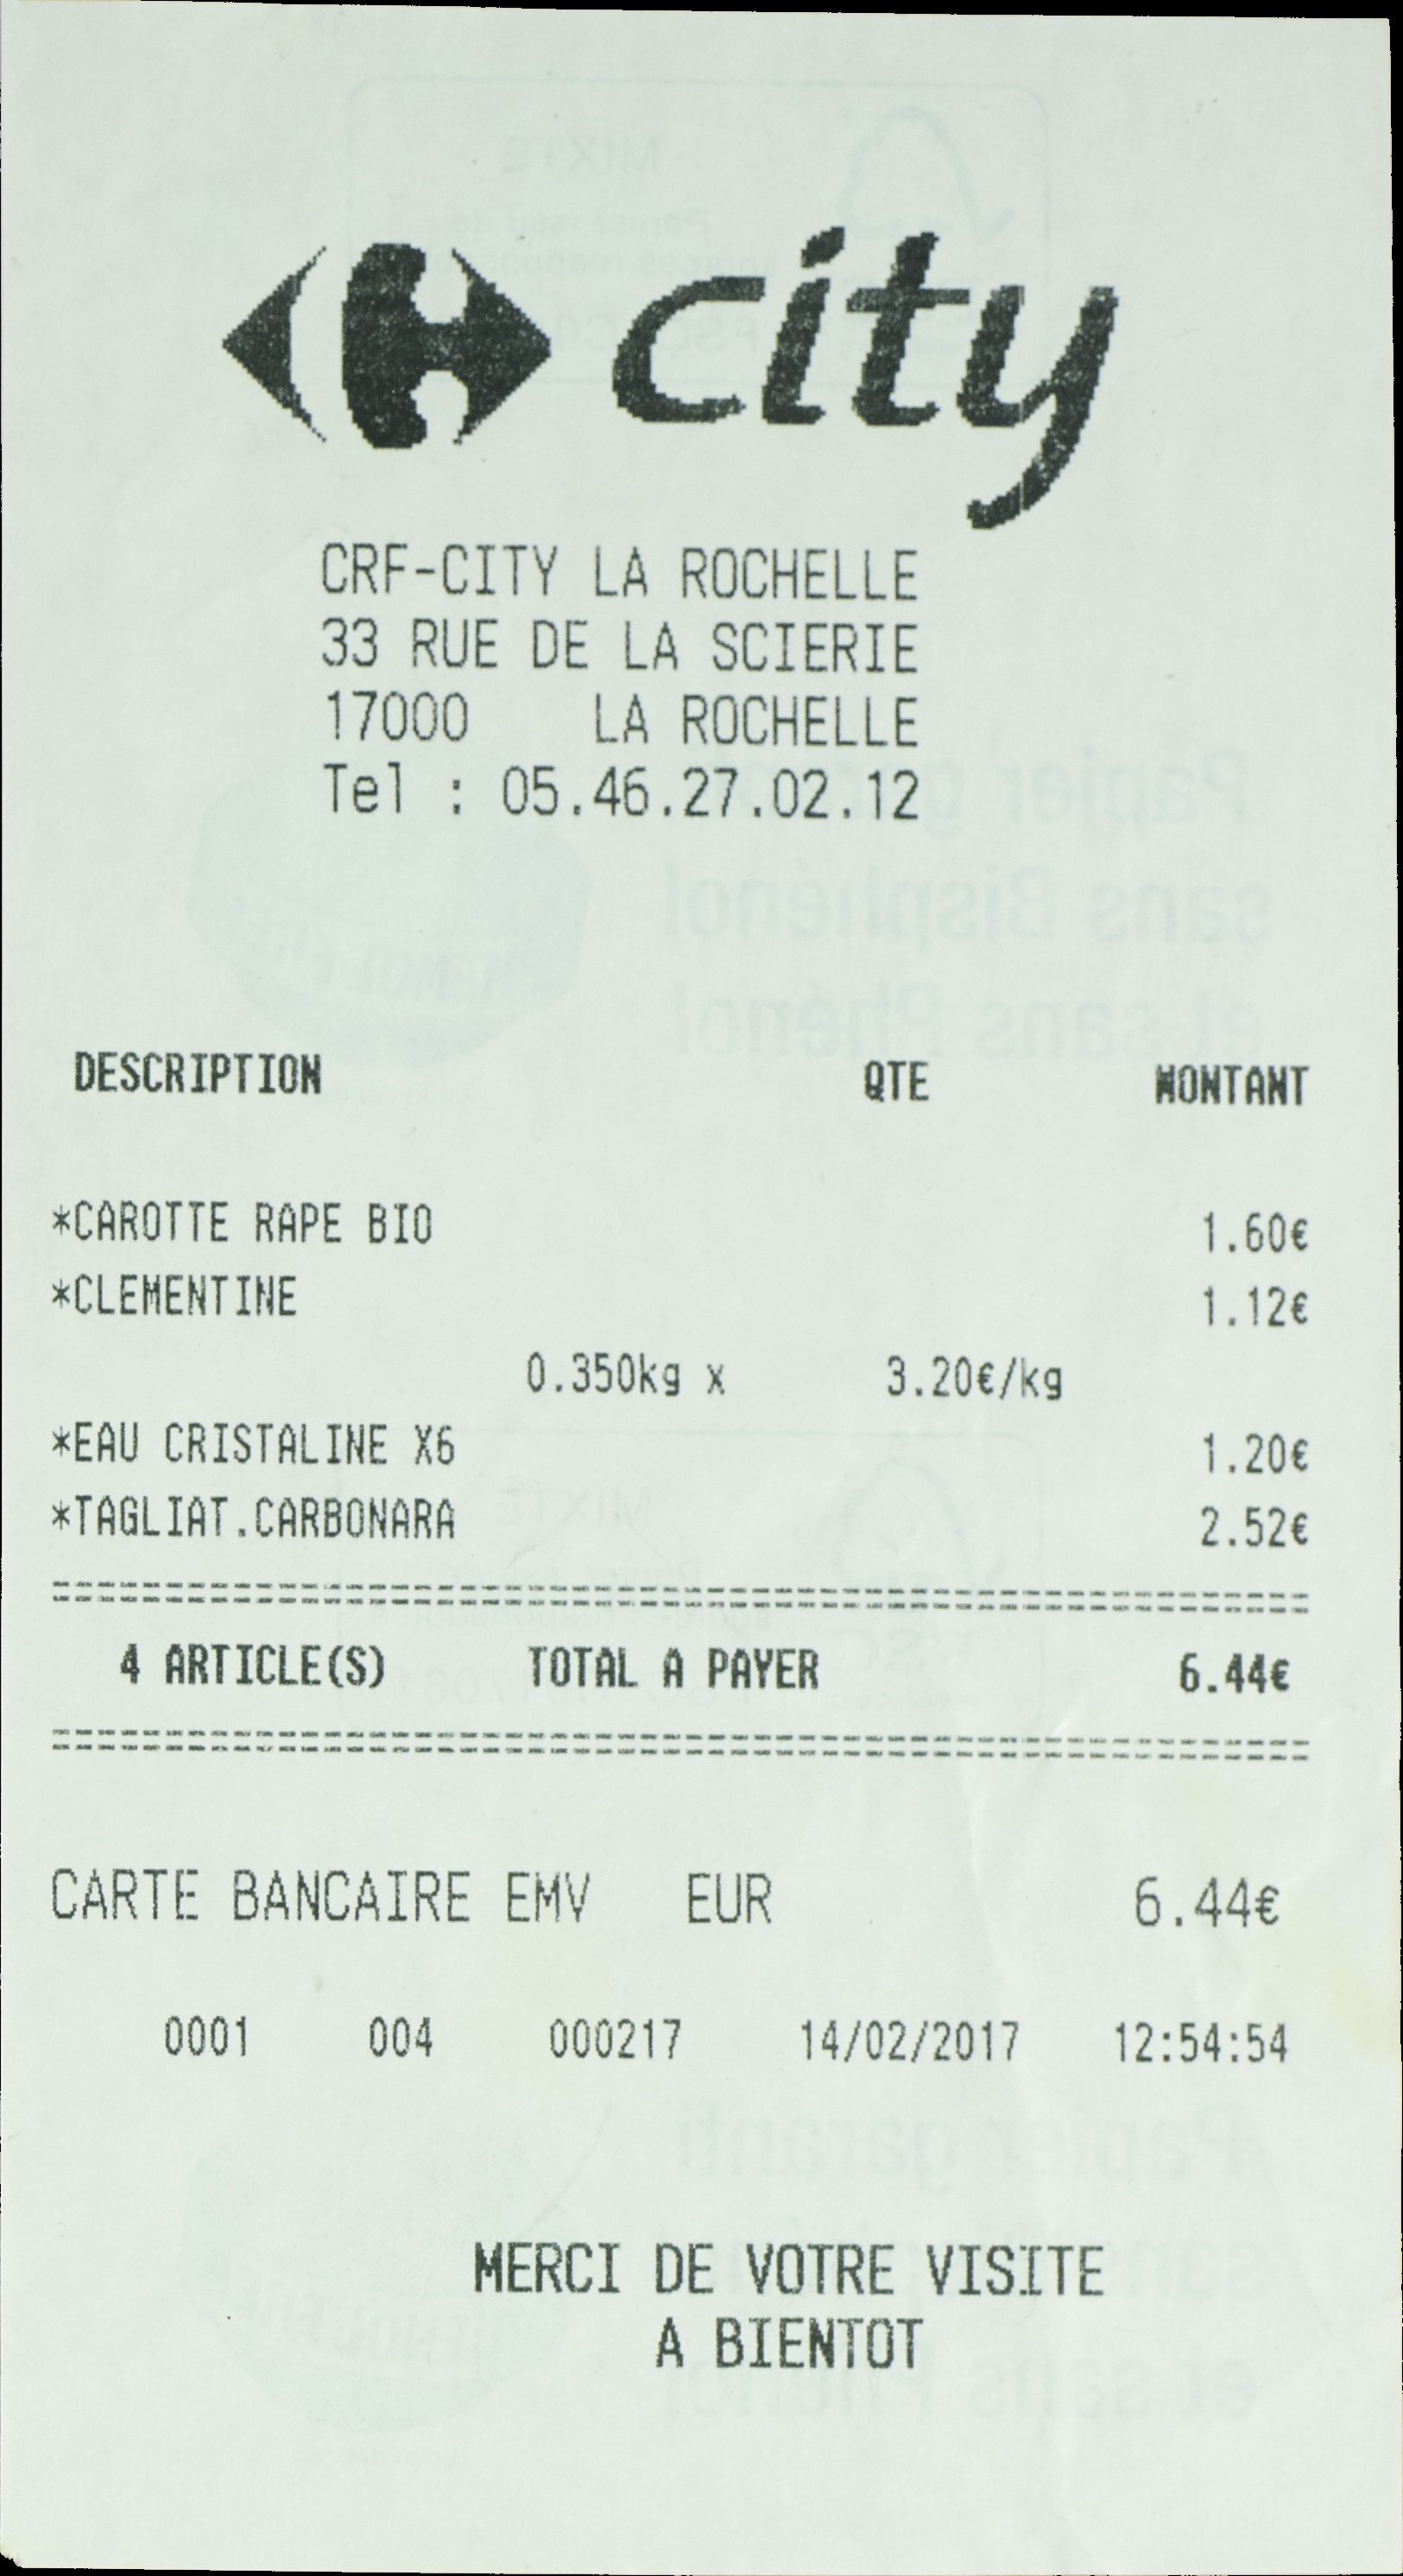 city
CRF-CITY LA ROCHELLE
33 RUE DE LA SCIERIE
17000 LA ROCHELLE
Tel : 05.46.27.02.12
DESCRIPTION QTE MONTANT
*CAROTTE RAPE BIO 1.60€
*CLEMENTINE 1.12€
0.350kg x 3.20€/kg
*EAU CRISTALINE X6 1.20€
*TAGLIAT.CARBONARA 2.52€
4 ARTICLE(S) TOTAL A PAYER 6.44€
CARTE BANCAIRE EMV EUR 6.44€
0001 004 000217 14/02/2017 12:54:54
MERCI DE VOTRE VISITE
A BIENTOT